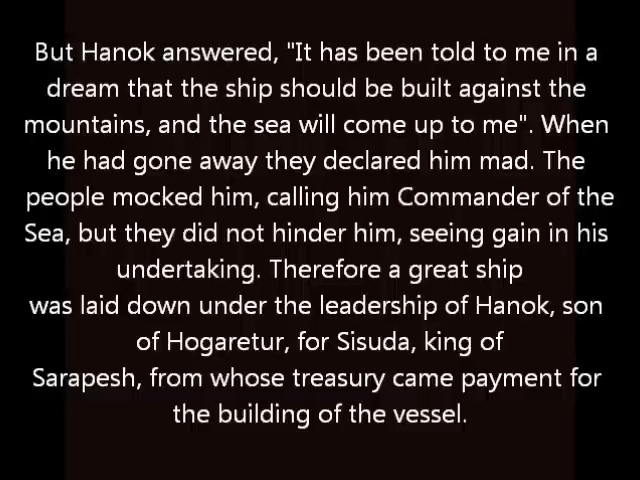 But Hanok answered, "It has been told to me in a
dream that the ship should be built against the
mountains, and the sea will come up to me". When
he had gone away they declared him mad. The
people mocked him, calling him Commander of the
Sea, but they did not hinder him, seeing gain in his
undertaking. Therefore a great ship
was laid down under the leadership of Hanok, son
of Hogaretur, for Sisuda, king of
Sarapesh, from whose treasury came payment for
the building of the vessel.